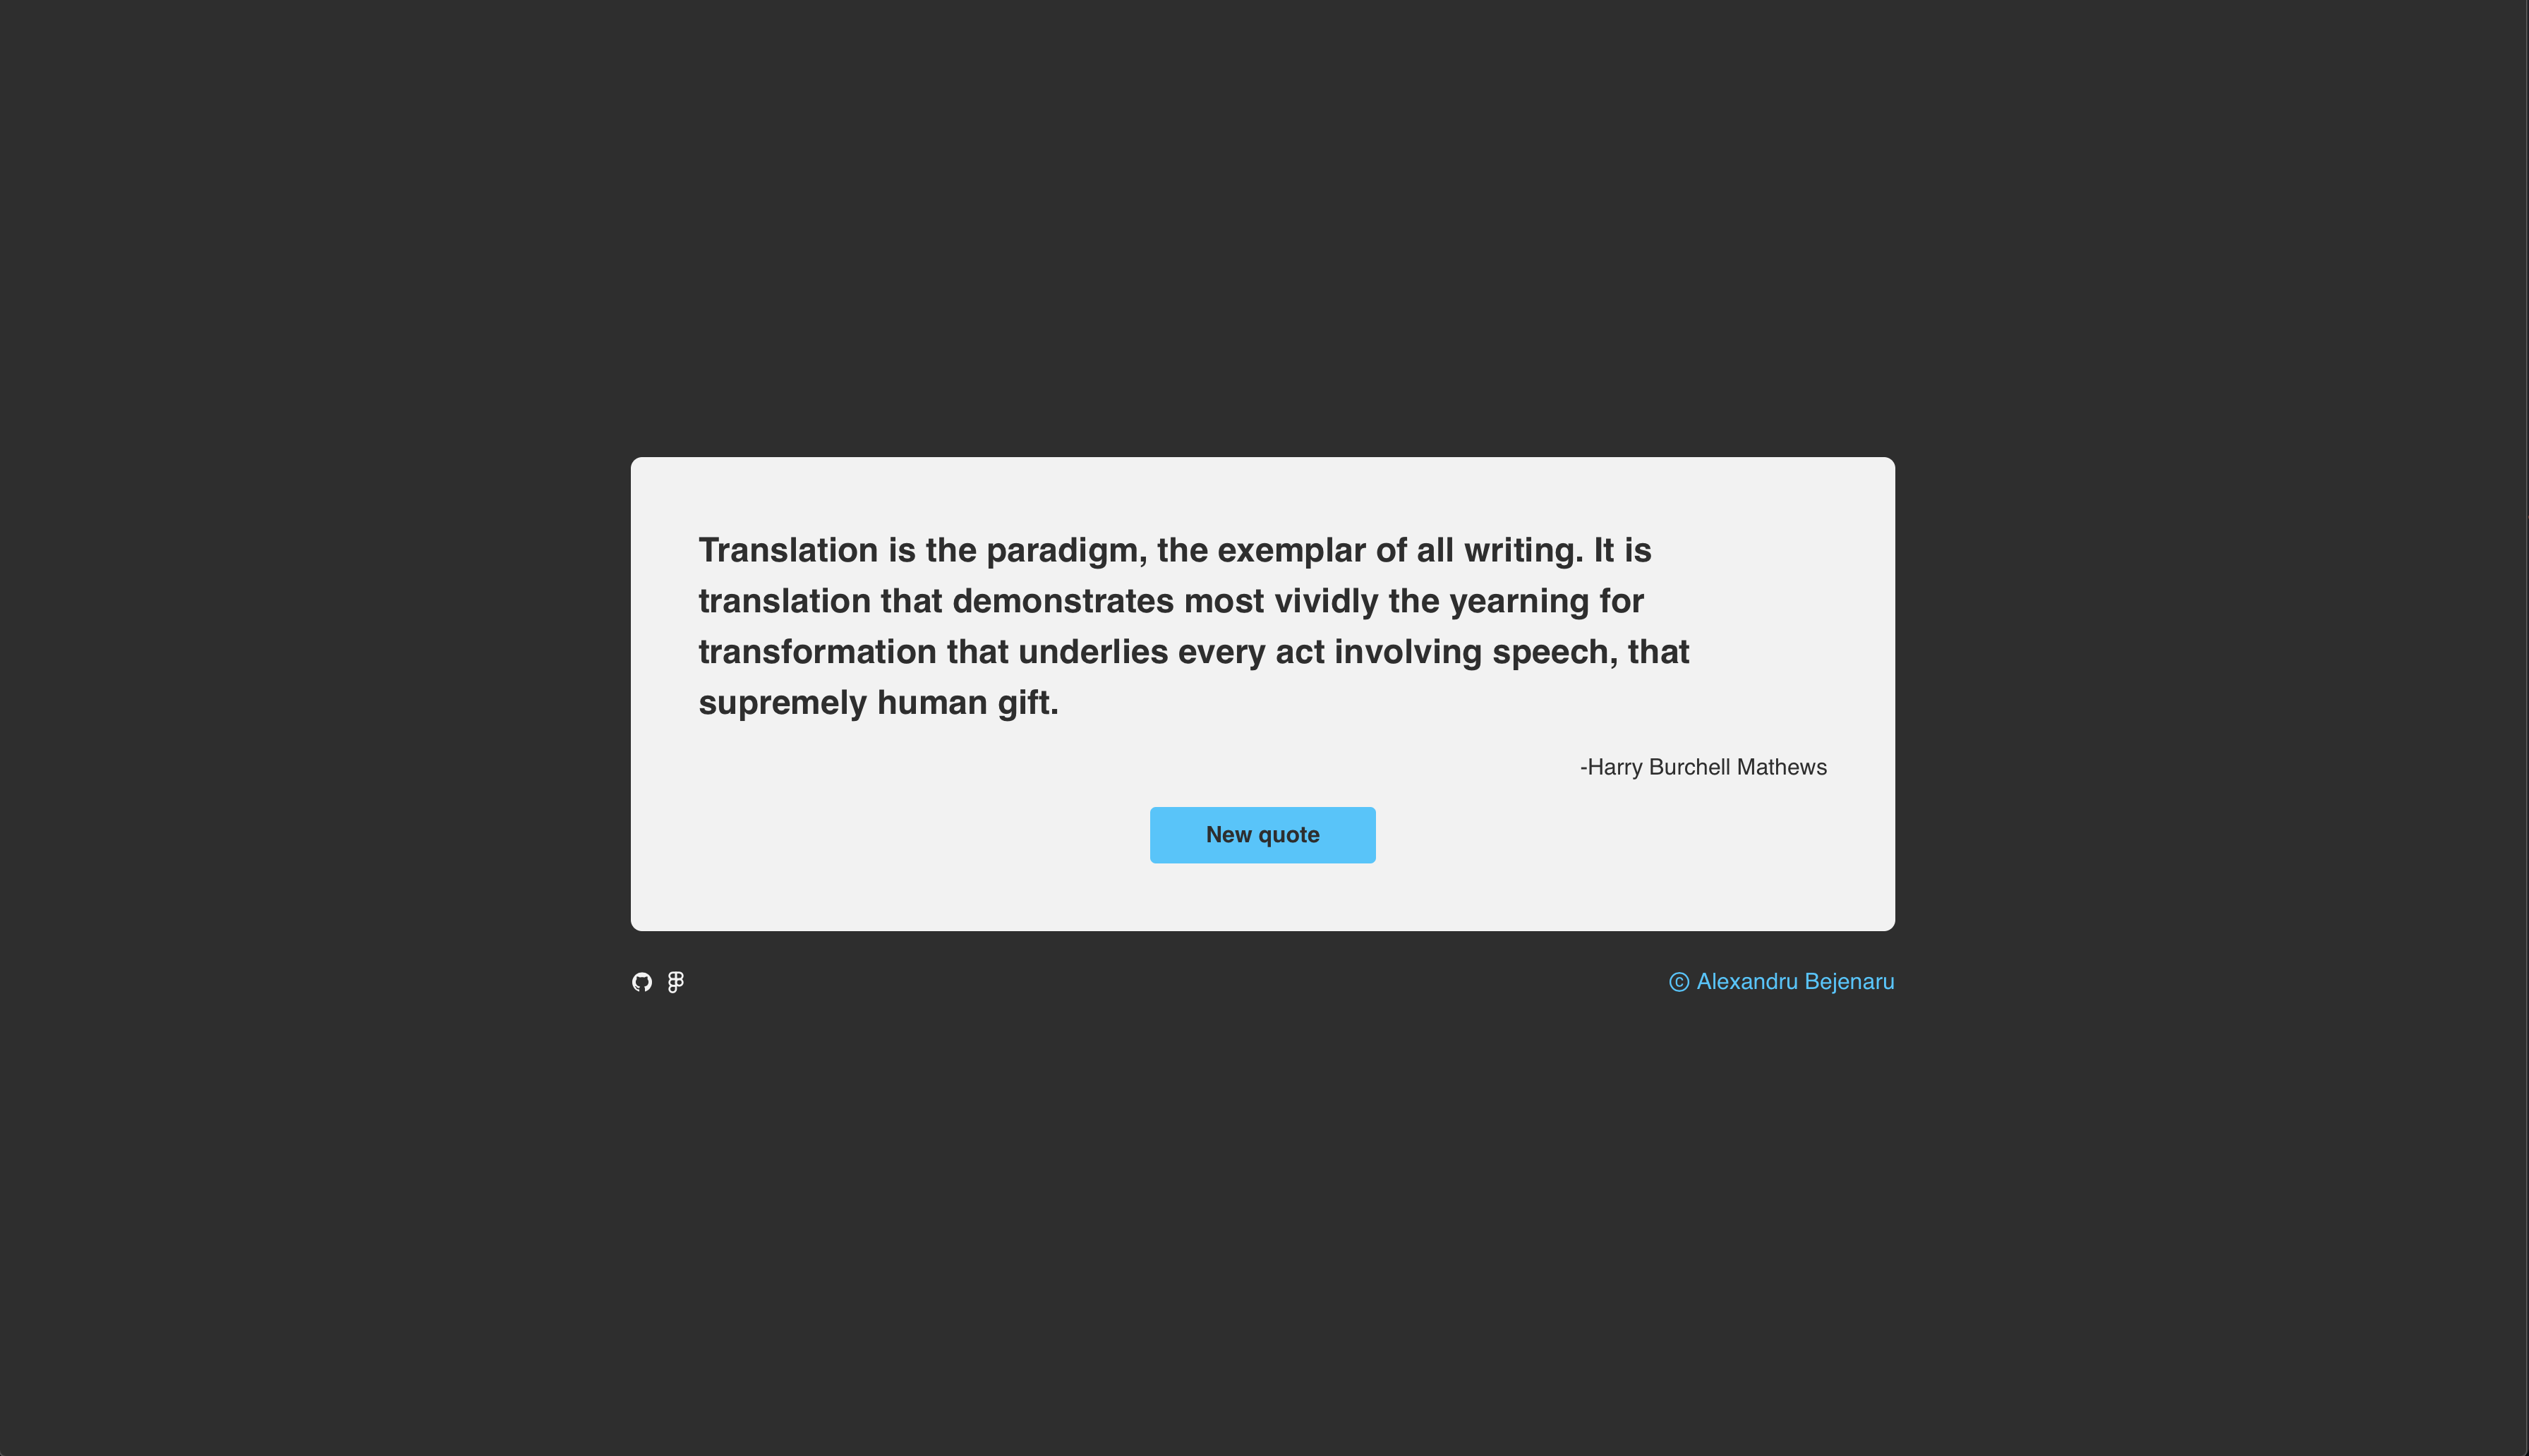 Translation is the paradigm, the exemplar of all writing. It is
translation that demonstrates most vividly the yearning for
transformation that underlies every act involving speech, that
supremely human gift.
-Harry Burchell Mathews
New quote
© Alexandru Bejenaru